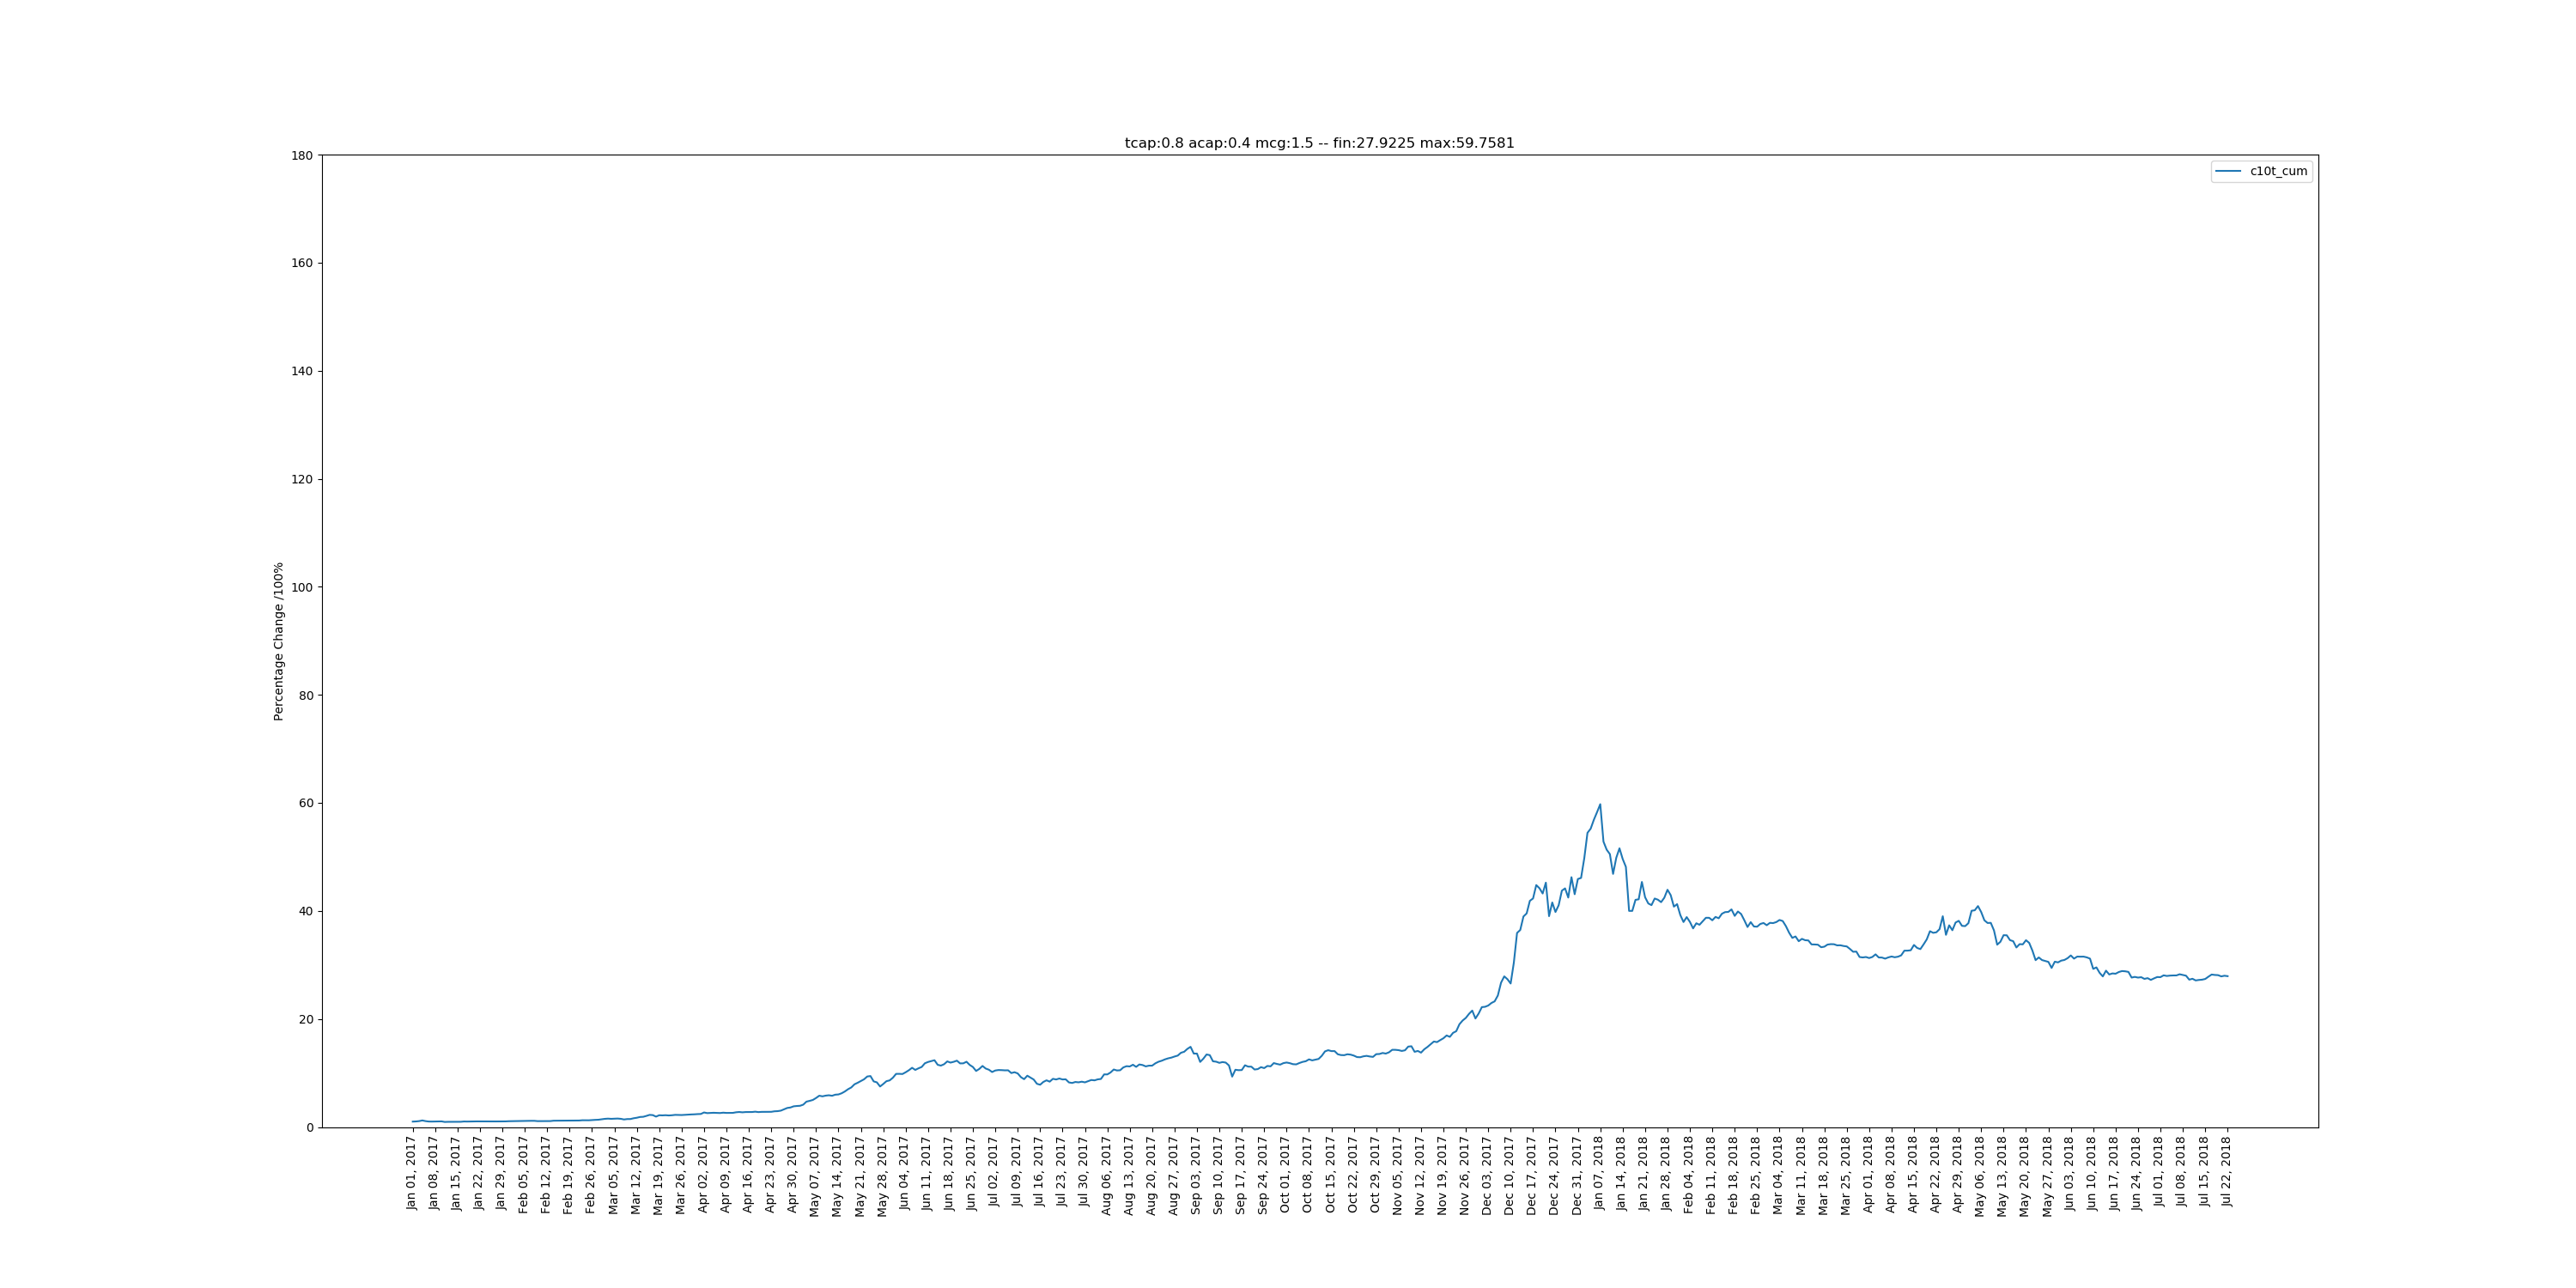 tcap:0.8 acap:0.4 mcg:1.5 -- fin:27.9225 max:59.7581
c10t_cum
Percentage Change /100%
180
160
140
120
100
80
60
40
20
0
Jan 01, 2017
Jan 08, 2017
Jan 15, 2017
Jan 22, 2017
Jan 29, 2017
Feb 05, 2017
Feb 12, 2017
Feb 19, 2017
Feb 26, 2017
Mar 05, 2017
Mar 12, 2017
Mar 19, 2017
Mar 26, 2017
Apr 02, 2017
Apr 09, 2017
Apr 16, 2017
Apr 23, 2017
Apr 30, 2017
May 07, 2017
May 14, 2017
May 21, 2017
May 28, 2017
Jun 04, 2017
Jun 11, 2017
Jun 18, 2017
Jun 25, 2017
Jul 02, 2017
Jul 09, 2017
Jul 16, 2017
Jul 23, 2017
Jul 30, 2017
Aug 06, 2017
Aug 13, 2017
Aug 20, 2017
Aug 27, 2017
Sep 03, 2017
Sep 10, 2017
Sep 17, 2017
Sep 24, 2017
Oct 01, 2017
Oct 08, 2017
Oct 15, 2017
Oct 22, 2017
Oct 29, 2017
Nov 05, 2017
Nov 12, 2017
Nov 19, 2017
Nov 26, 2017
Dec 03, 2017
Dec 10, 2017
Dec 17, 2017
Dec 24, 2017
Dec 31, 2017
Jan 07, 2018
Jan 14, 2018
Jan 21, 2018
Jan 28, 2018
Feb 04, 2018
Feb 11, 2018
Feb 18, 2018
Feb 25, 2018
Mar 04, 2018
Mar 11, 2018
Mar 18, 2018
Mar 25, 2018
Apr 01, 2018
Apr 08, 2018
Apr 15, 2018
Apr 22, 2018
Apr 29, 2018
May 06, 2018
May 13, 2018
May 20, 2018
May 27, 2018
Jun 03, 2018
Jun 10, 2018
Jun 17, 2018
Jun 24, 2018
Jul 01, 2018
Jul 08, 2018
Jul 15, 2018
Jul 22, 2018